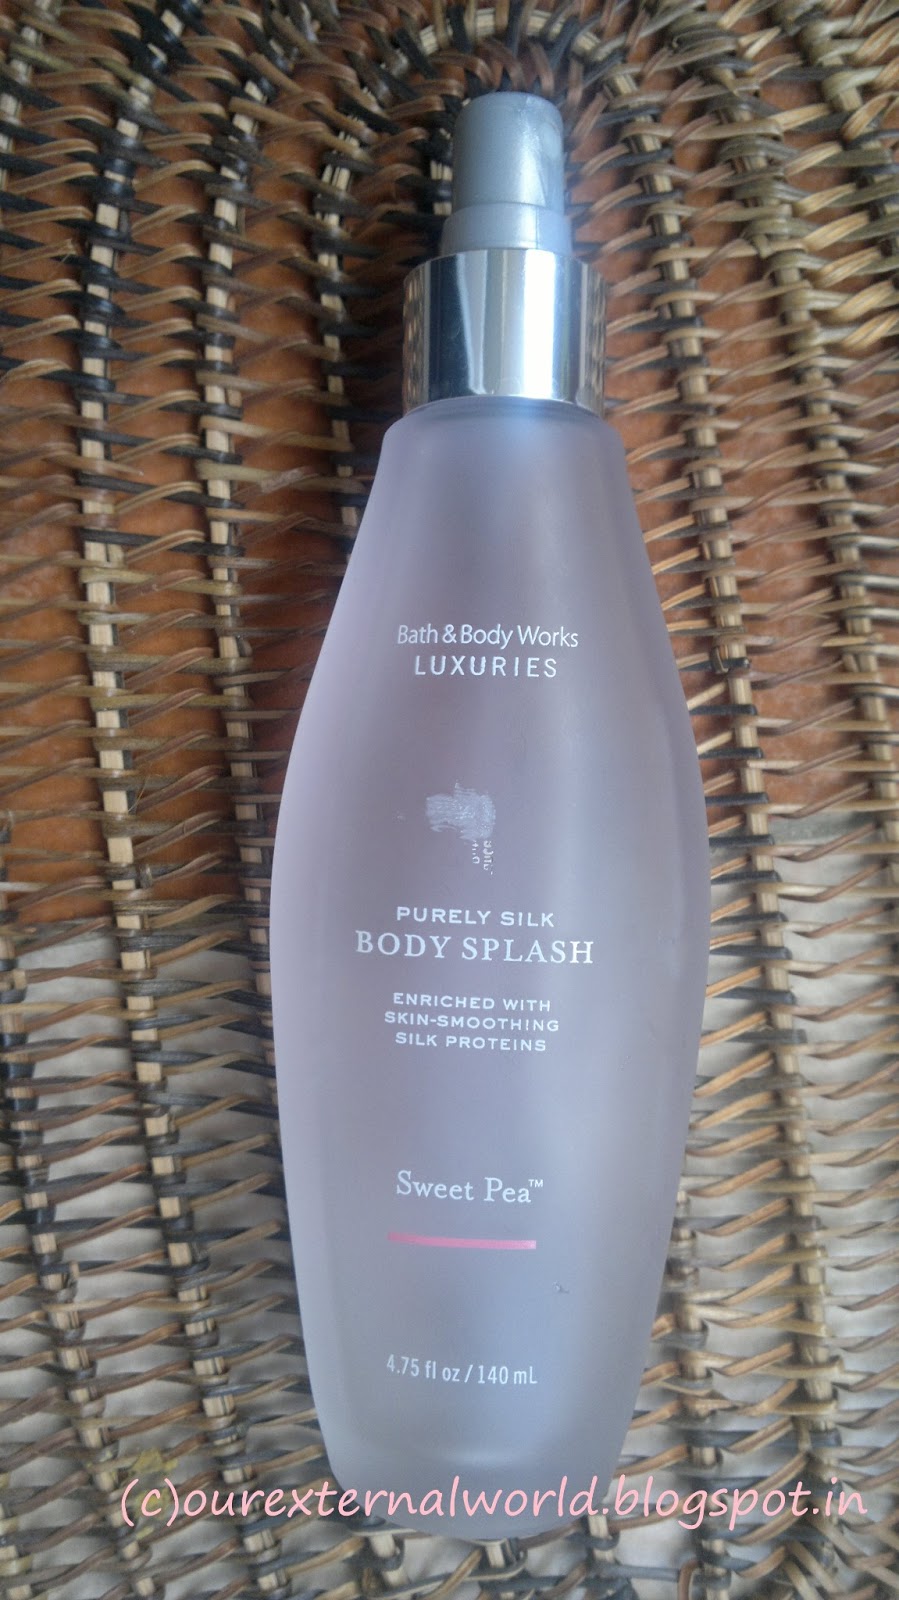 Bath & Body Works
LUXURIES
PURELY SILK
BODY SPLASH
ENRICHED WITH
SKIN-SMOOTHING
SILK PROTEINS
Sweet Pea™
4.75 fl oz / 140 mL
(c)ourexternalworld.blogspot.in